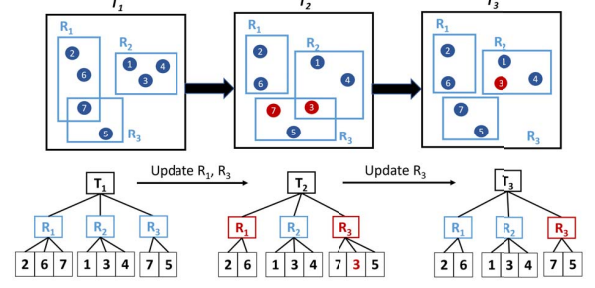 T1 T2 T3
R1 R2 R3 2 6 7 1 4 3 5
R1 R2 R3 2 6 1 4 7 3 5
R1 R2 R3 2 6 1 4 3 7 5
Update R1, R3 Update R3
T1 T2 T3
R1 R2 R3 R1 R2 R3 R1 R2 R3
2 6 7 1 3 4 7 5 2 6 1 3 4 7 3 5 2 6 1 3 4 7 5